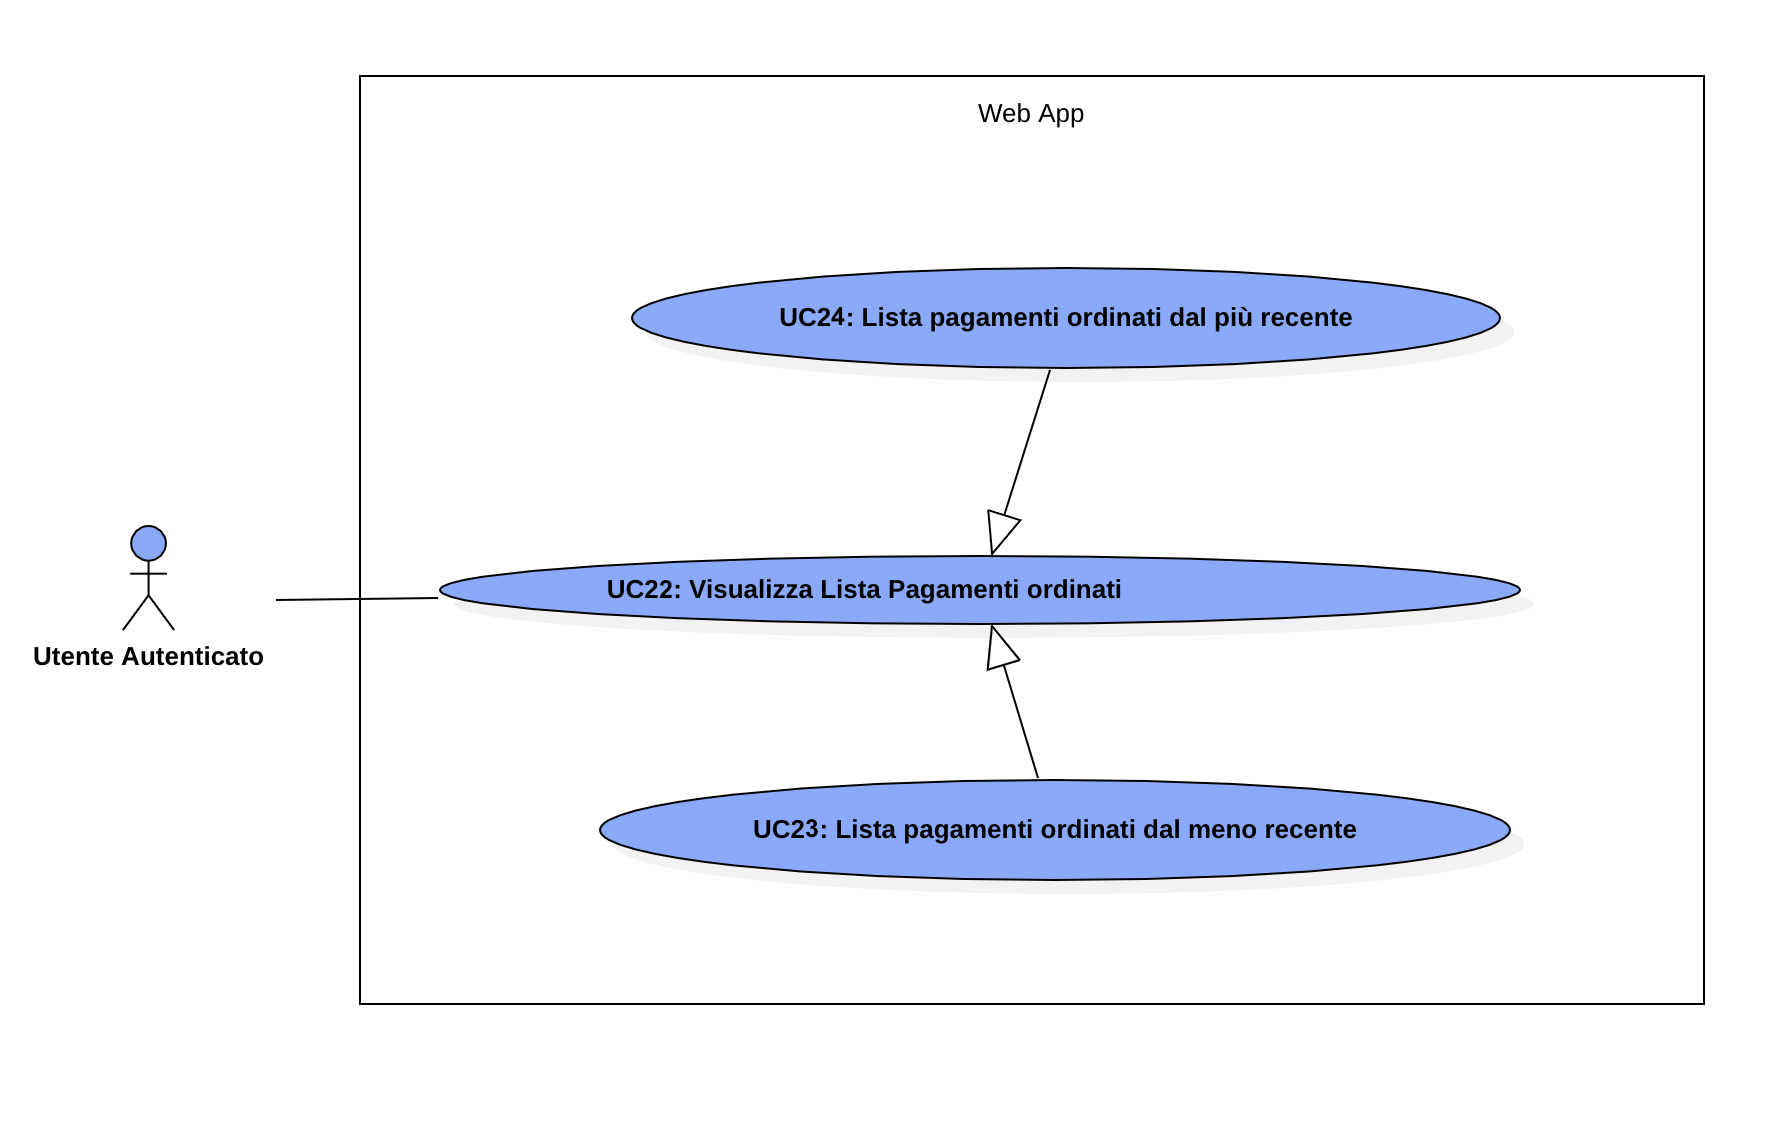 Web App
UC24: Lista pagamenti ordinati dal più recente
UC22: Visualizza Lista Pagamenti ordinati
Utente Autenticato
UC23: Lista pagamenti ordinati dal meno recente